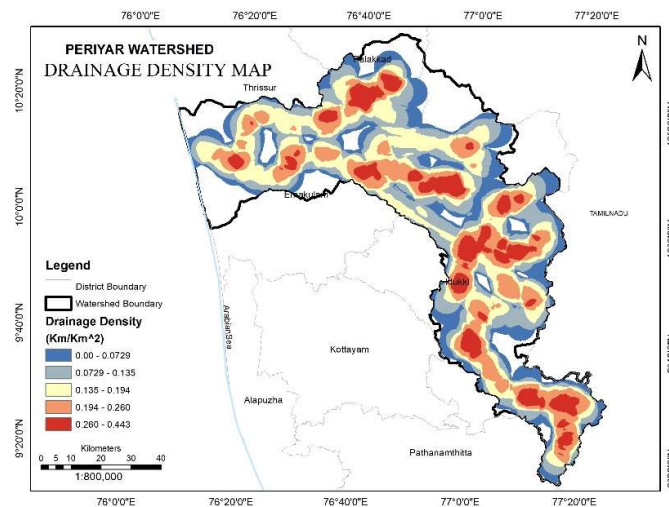 76°0'0"E 76°20'0"E 76°40'0"E 77°0'0"E 77°20'0"E
PERIYAR WATERSHED
DRAINAGE DENSITY MAP
N
Palakkad
Thrissur
10°20'0"N
Ernakulam
10°0'0"N
TAMILNADU
Idukki
Legend
District Boundary
Watershed Boundary
Drainage Density
(Km/Km^2)
0.00 - 0.0729
0.0729 - 0.135
0.135 - 0.194
0.194 - 0.260
0.260 - 0.443
Arabian Sea
9°40'0"N
Kottayam
Alapuzha
Kilometers
0 5 10 20 30 40
1:800,000
9°20'0"N
Pathanamthitta
76°0'0"E 76°20'0"E 76°40'0"E 77°0'0"E 77°20'0"E